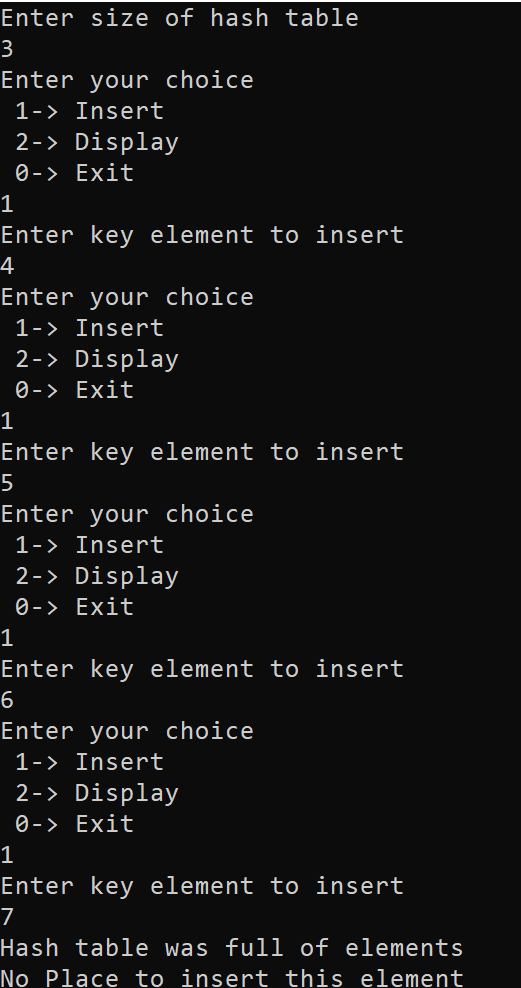 Enter size of hash table
3
Enter your choice
 1-> Insert
 2-> Display
 0-> Exit
1
Enter key element to insert
4
Enter your choice
 1-> Insert
 2-> Display
 0-> Exit
1
Enter key element to insert
5
Enter your choice
 1-> Insert
 2-> Display
 0-> Exit
1
Enter key element to insert
6
Enter your choice
 1-> Insert
 2-> Display
 0-> Exit
1
Enter key element to insert
7
Hash table was full of elements
No Place to insert this element